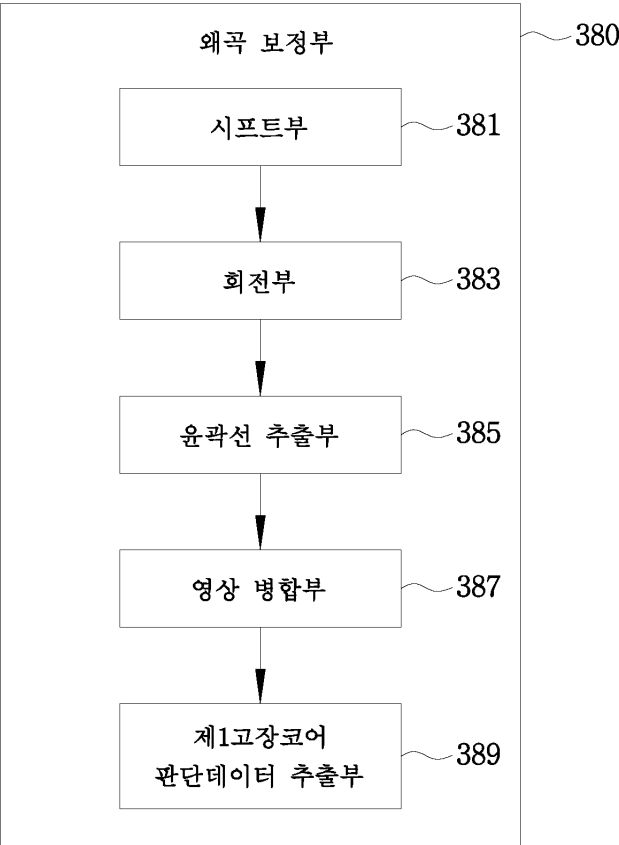 왜곡 보정부
380
시프트부
381
회전부
383
윤곽선 추출부
385
영상 병합부
387
제1고장코어
판단데이터 추출부
389